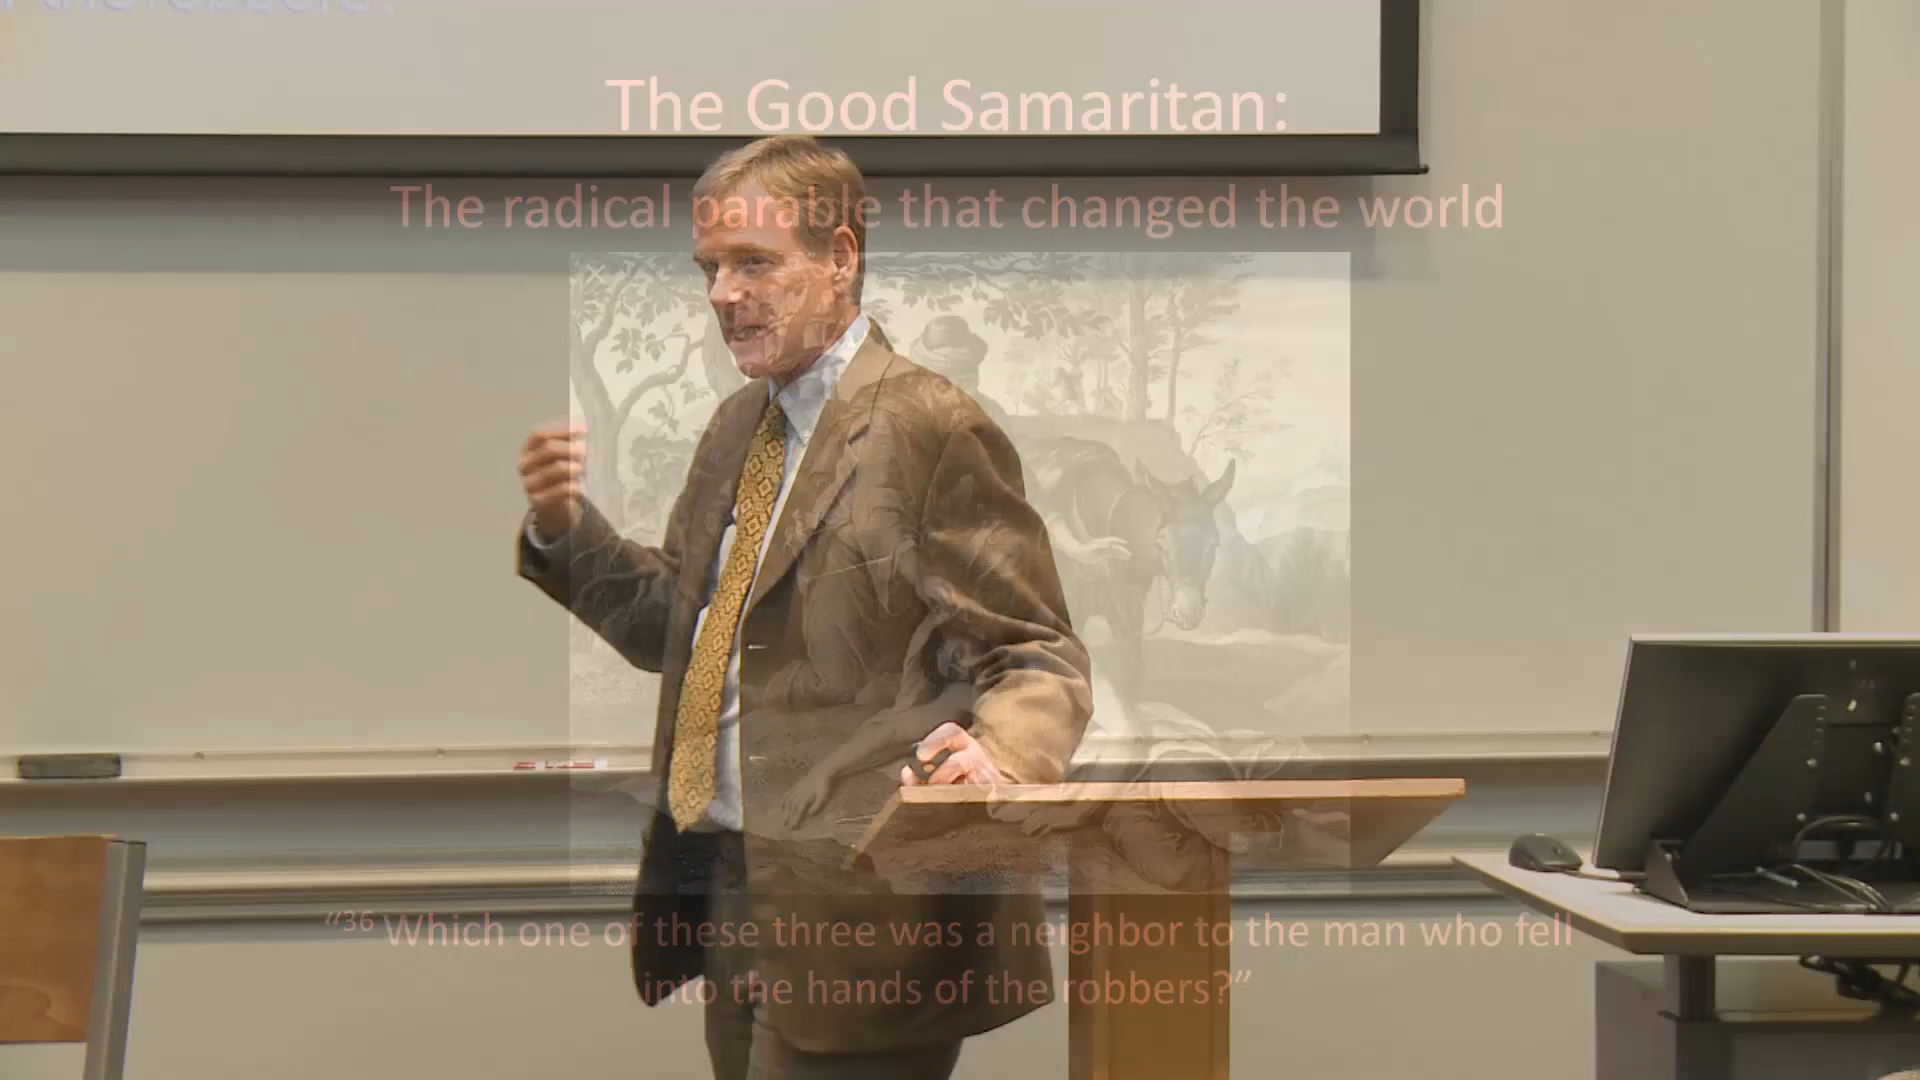 The Good Samaritan:
The radical parable that changed the world
“36 Which one of these three was a neighbor to the man who fell
into the hands of the robbers?”